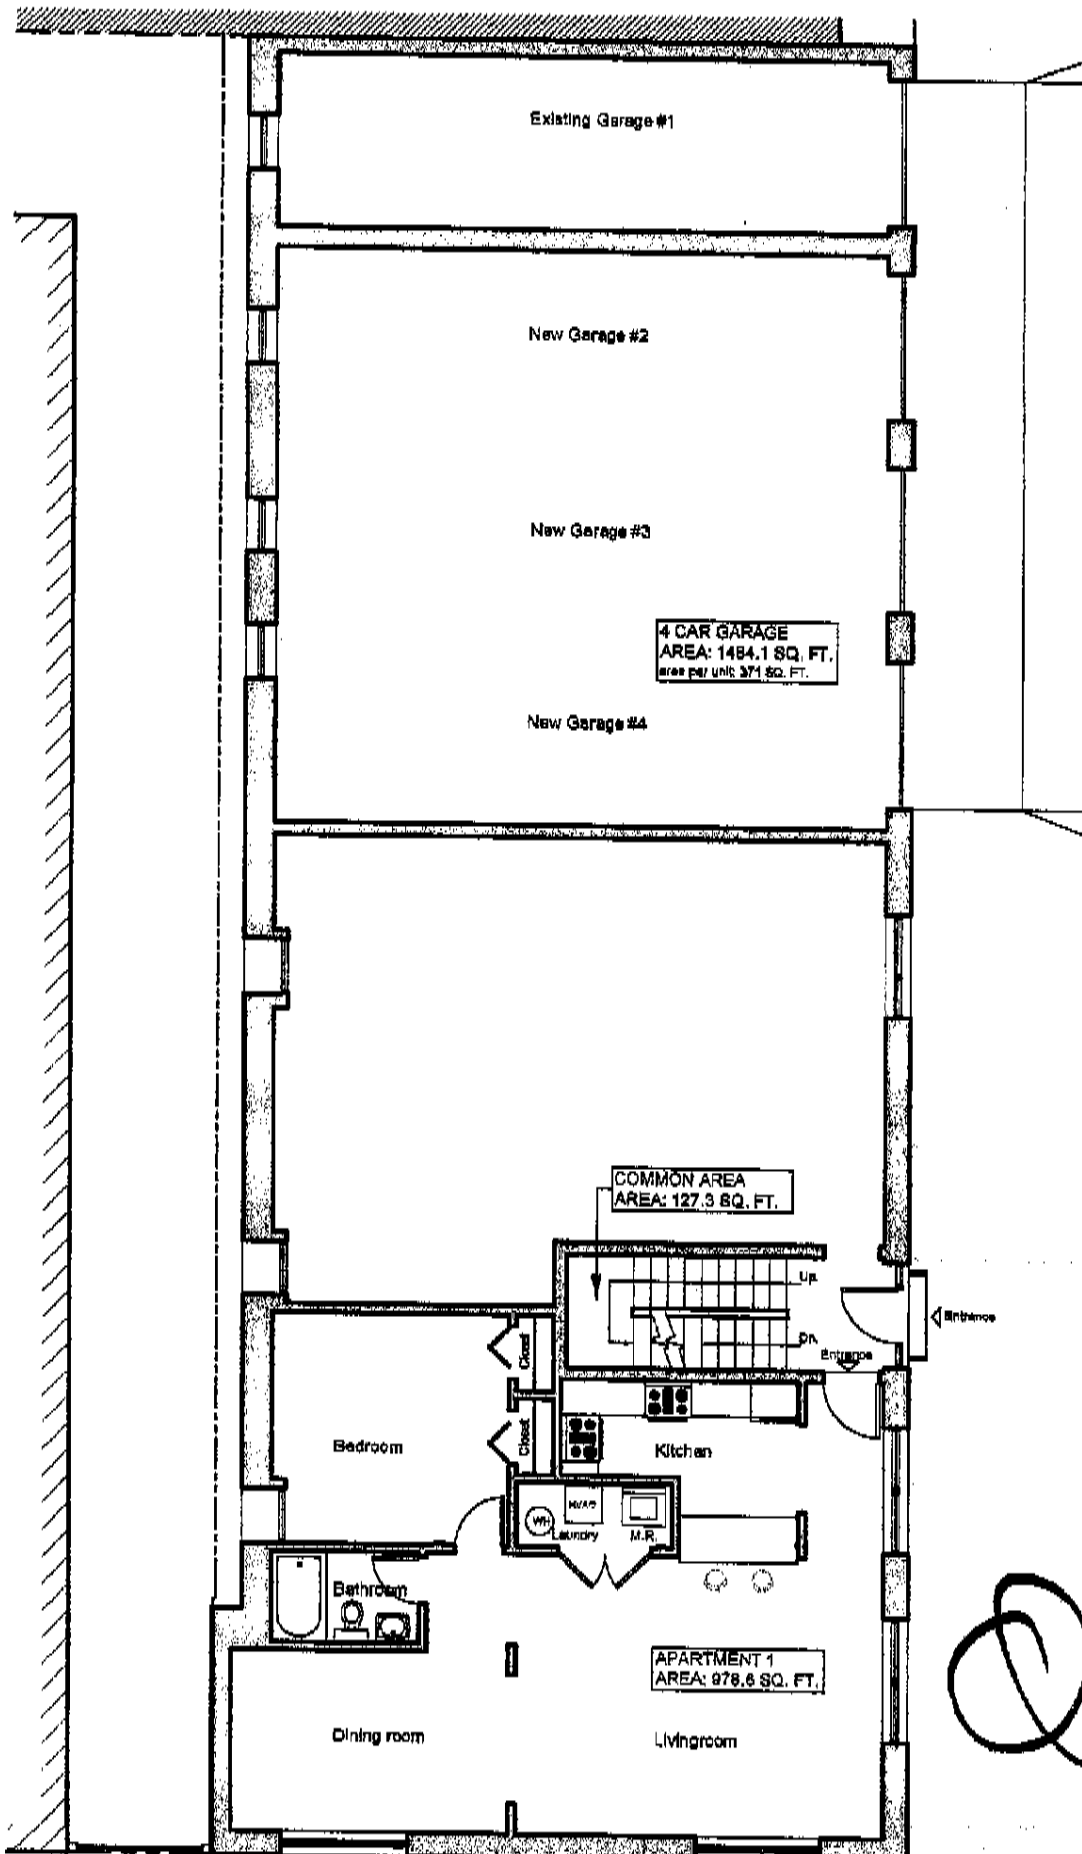 Existing Garage #1
New Garage #2
New Garage #3
4 CAR GARAGE
AREA: 1484.1 SQ. FT.
area per unit: 371 SQ. FT.
New Garage #4
COMMON AREA
AREA: 127.3 SQ. FT.
Up.
Entrance
Dn.
Entrance
Closet
Closet
Bedroom
Kitchen
HVAC
WH
Laundry
M.R.
Bathroom
APARTMENT 1
AREA: 978.6 SQ. FT.
Dining room
Livingroom